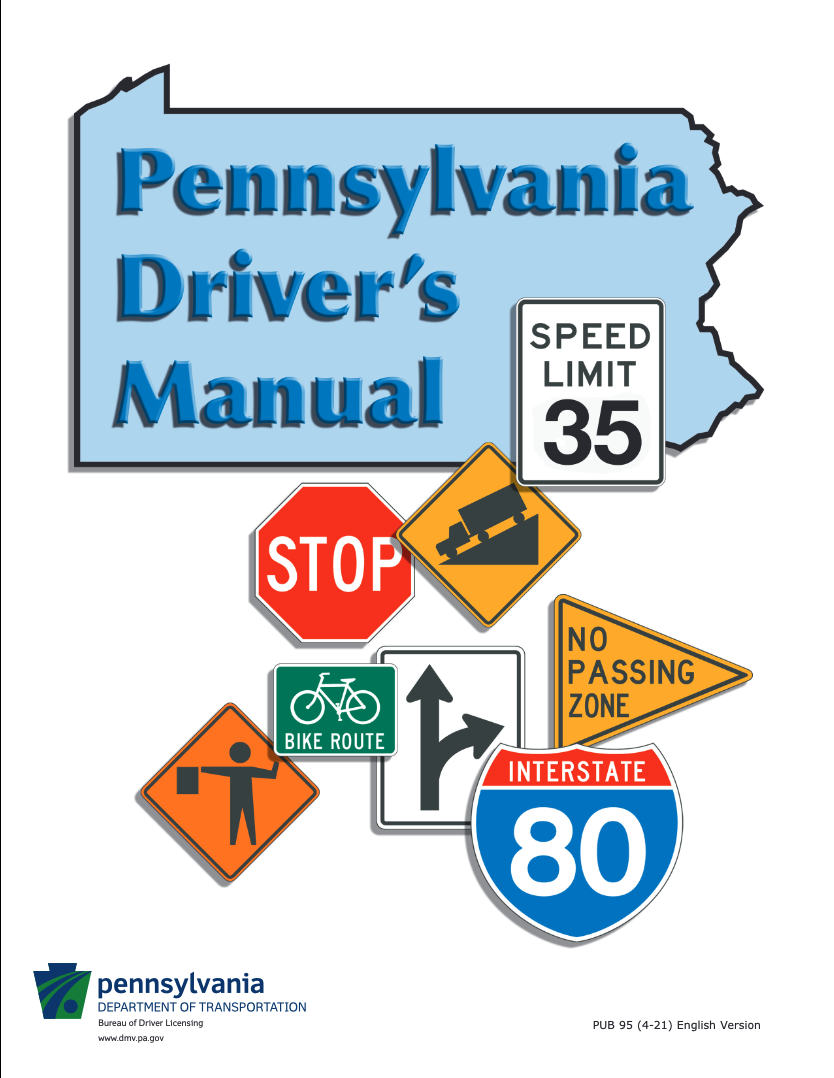 Pennsylvania
Driver's
Manual
SPEED
LIMIT
35
STOP
NO
PASSING
ZONE
BIKE ROUTE
INTERSTATE
80
pennsylvania
DEPARTMENT OF TRANSPORTATION
Bureau of Driver Licensing
www.dmv.pa.gov
PUB 95 (4-21) English Version